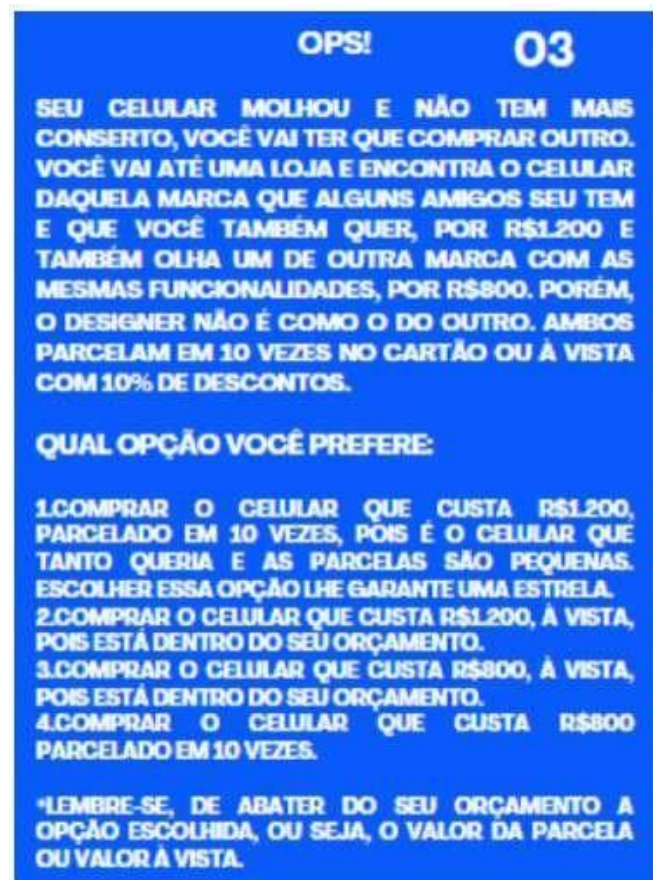 OPS! 03
SEU CELULAR MOLHOU E NÃO TEM MAIS
CONSERTO, VOCÊ VAI TER QUE COMPRAR OUTRO.
VOCÊ VAI ATÉ UMA LOJA E ENCONTRA O CELULAR
DAQUELA MARCA QUE ALGUNS AMIGOS SEU TEM
E QUE VOCÊ TAMBÉM QUER, POR R$1.200 E
TAMBÉM OLHA UM DE OUTRA MARCA COM AS
MESMAS FUNCIONALIDADES, POR R$800. PORÉM,
O DESIGNER NÃO É COMO O DO OUTRO. AMBOS
PARCELAM EM 10 VEZES NO CARTÃO OU À VISTA
COM 10% DE DESCONTOS.
QUAL OPÇÃO VOCÊ PREFERE:
1.COMPRAR O CELULAR QUE CUSTA R$1.200,
PARCELADO EM 10 VEZES, POIS É O CELULAR QUE
TANTO QUERIA E AS PARCELAS SÃO PEQUENAS.
ESCOLHER ESSA OPÇÃO LHE GARANTE UMA ESTRELA.
2.COMPRAR O CELULAR QUE CUSTA R$1.200, À VISTA,
POIS ESTÁ DENTRO DO SEU ORÇAMENTO.
3.COMPRAR O CELULAR QUE CUSTA R$800, À VISTA,
POIS ESTÁ DENTRO DO SEU ORÇAMENTO.
4.COMPRAR O CELULAR QUE CUSTA R$800
PARCELADO EM 10 VEZES.
*LEMBRE-SE, DE ABATER DO SEU ORÇAMENTO A
OPÇÃO ESCOLHIDA, OU SEJA, O VALOR DA PARCELA
OU VALOR À VISTA.